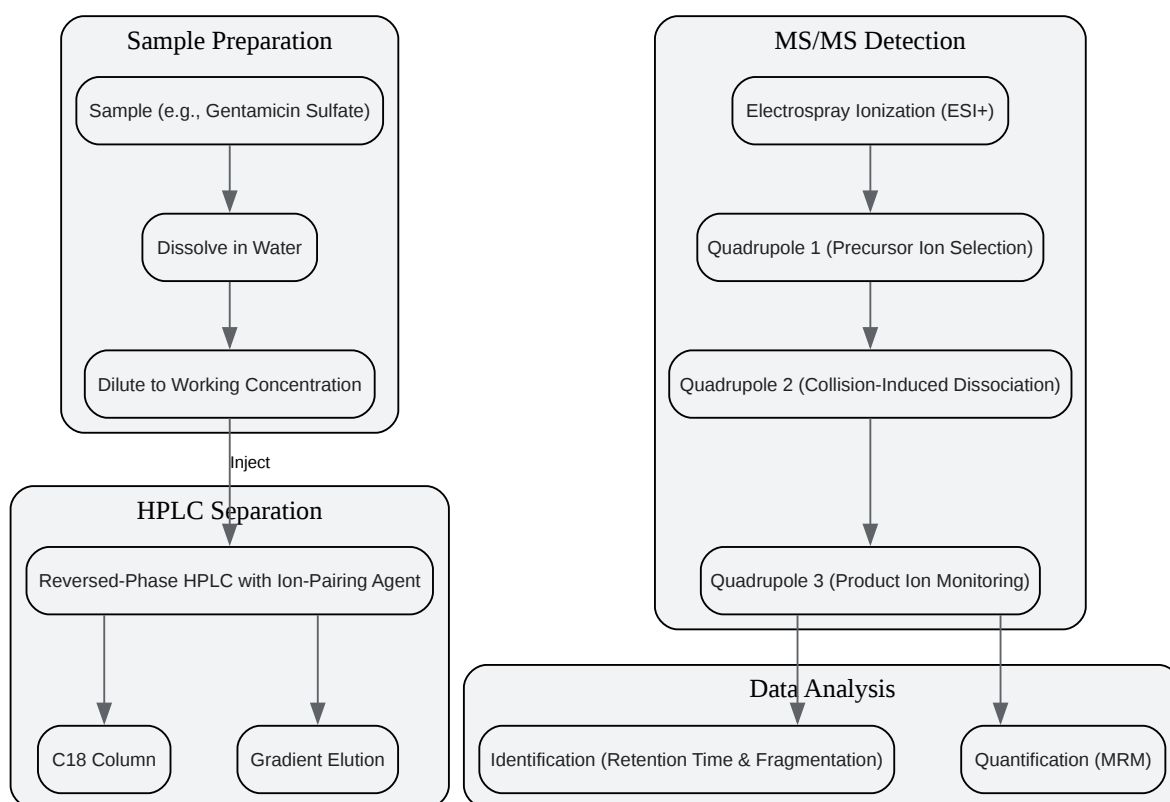 Sample Preparation
Sample (e.g., Gentamicin Sulfate)
Dissolve in Water
Dilute to Working Concentration
Inject
HPLC Separation
Reversed-Phase HPLC with Ion-Pairing Agent
C18 Column
Gradient Elution
MS/MS Detection
Electrospray Ionization (ESI+)
Quadrupole 1 (Precursor Ion Selection)
Quadrupole 2 (Collision-Induced Dissociation)
Quadrupole 3 (Product Ion Monitoring)
Data Analysis
Identification (Retention Time & Fragmentation)
Quantification (MRM)